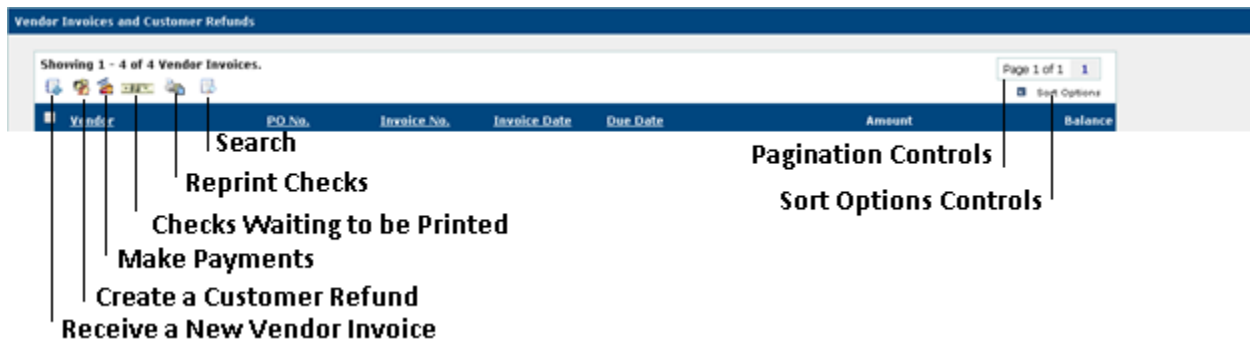 Vendor Invoices and Customer Refunds
Showing 1 - 4 of 4 Vendor Invoices.
Page 1 of 1 1
Sort Options
Vendor PO No. Invoice No. Invoice Date Due Date Amount Balance
Search
Pagination Controls
Reprint Checks
Sort Options Controls
Checks Waiting to be Printed
Make Payments
Create a Customer Refund
Receive a New Vendor Invoice